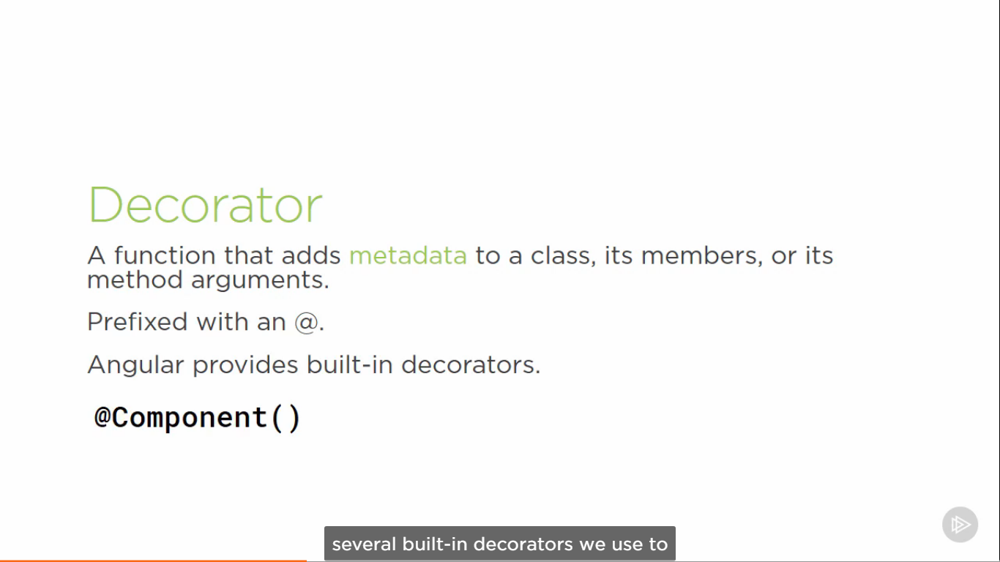 Decorator
A function that adds metadata to a class, its members, or its
method arguments.
Prefixed with an @.
Angular provides built-in decorators.
@Component()
several built-in decorators we use to